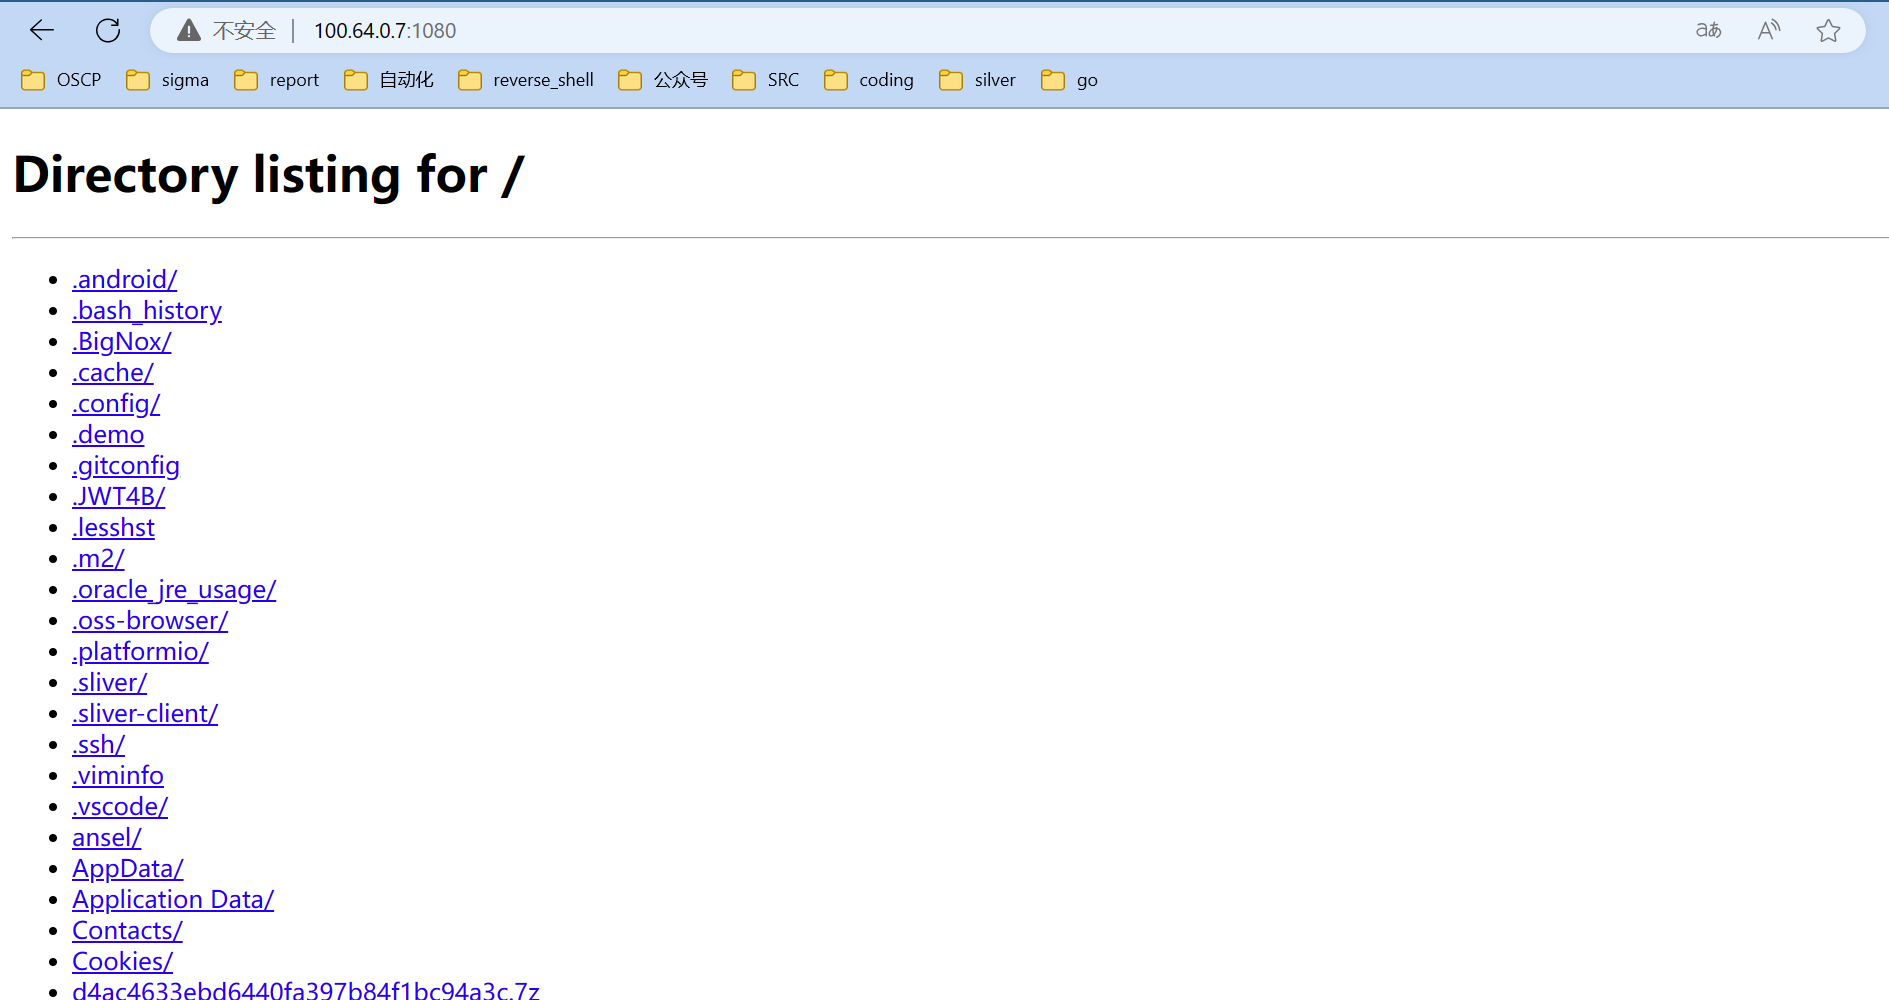 不安全 | 100.64.0.7:1080 aあ A
OSCP sigma report 自动化 reverse_shell 公众号 SRC coding silver go
Directory listing for /
.android/
.bash_history
.BigNox/
.cache/
.config/
.demo
.gitconfig
.JWT4B/
.lesshst
.m2/
.oracle_jre_usage/
.oss-browser/
.platformio/
.sliver/
.sliver-client/
.ssh/
.viminfo
.vscode/
ansel/
AppData/
Application Data/
Contacts/
Cookies/
d4ac4633ebd6440fa397b84f1bc94a3c.7z